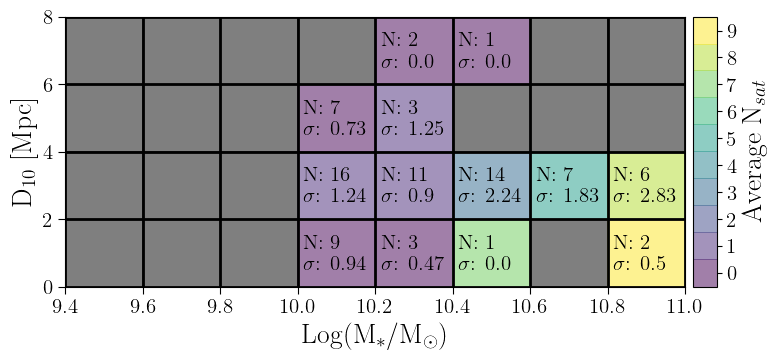 8
6
4
2
0
D₁₀ [Mpc]
N: 2
σ: 0.0
N: 1
σ: 0.0
N: 7
σ: 0.73
N: 3
σ: 1.25
N: 16
σ: 1.24
N: 11
σ: 0.9
N: 14
σ: 2.24
N: 7
σ: 1.83
N: 6
σ: 2.83
N: 9
σ: 0.94
N: 3
σ: 0.47
N: 1
σ: 0.0
N: 2
σ: 0.5
9.4 9.6 9.8 10.0 10.2 10.4 10.6 10.8 11.0
Log(M*/M⊙)
9
8
7
6
5
4
3
2
1
0
Average N_sat